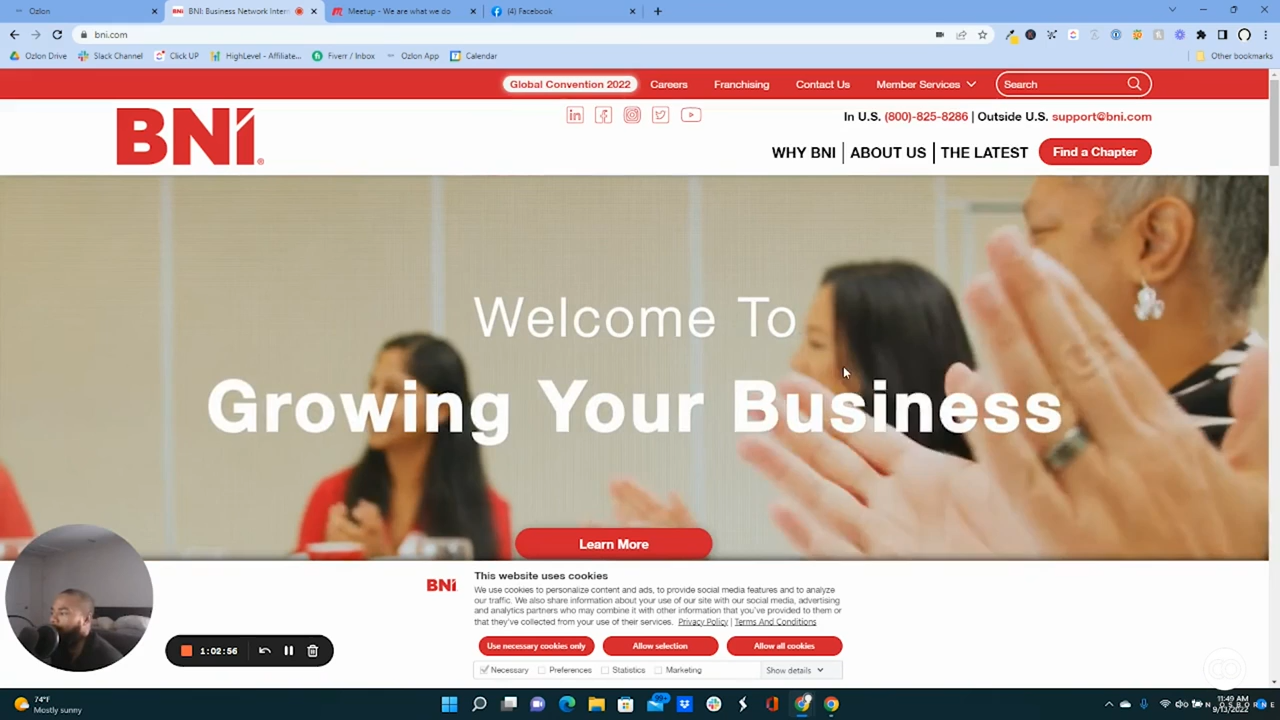 Ozlon
BNI: Business Network Intern
Meetup - We are what we do
(4) Facebook
bni.com
Ozlon Drive
Slack Channel
Click UP
HighLevel - Affiliate...
Fiverr / Inbox
Ozlon App
Calendar
Other bookmarks
Global Convention 2022
Careers
Franchising
Contact Us
Member Services
Search
BNI®
In U.S. (800)-825-8286 | Outside U.S. support@bni.com
WHY BNI
ABOUT US
THE LATEST
Find a Chapter
Welcome To
Growing Your Business
Learn More
BNI
This website uses cookies
We use cookies to personalize content and ads, to provide social media features and to analyze
our traffic. We also share information about your use of our site with our social media, advertising
and analytics partners who may combine it with other information that you've provided to them or
that they've collected from your use of their services. Privacy Policy | Terms And Conditions
Use necessary cookies only
Allow selection
Allow all cookies
Necessary
Preferences
Statistics
Marketing
Show details
1:02:56
74°F
Mostly sunny
99+
11:49 AM
9/13/2022